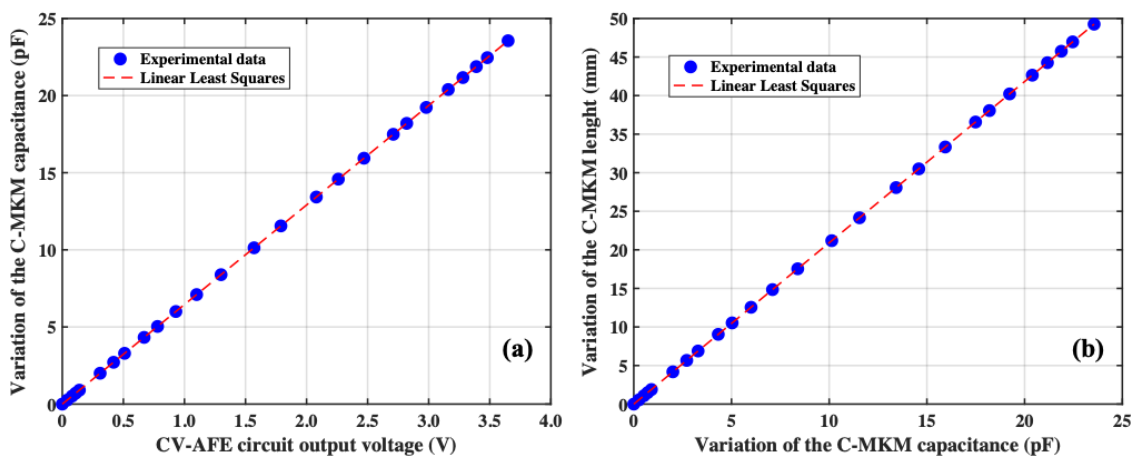 Variation of the C-MKM capacitance (pF)
25
20
15
10
5
0
Experimental data
Linear Least Squares
(a)
0.0 0.5 1.0 1.5 2.0 2.5 3.0 3.5 4.0
CV-AFE circuit output voltage (V)
Variation of the C-MKM lenght (mm)
50
45
40
35
30
25
20
15
10
5
0
Experimental data
Linear Least Squares
(b)
0 5 10 15 20 25
Variation of the C-MKM capacitance (pF)